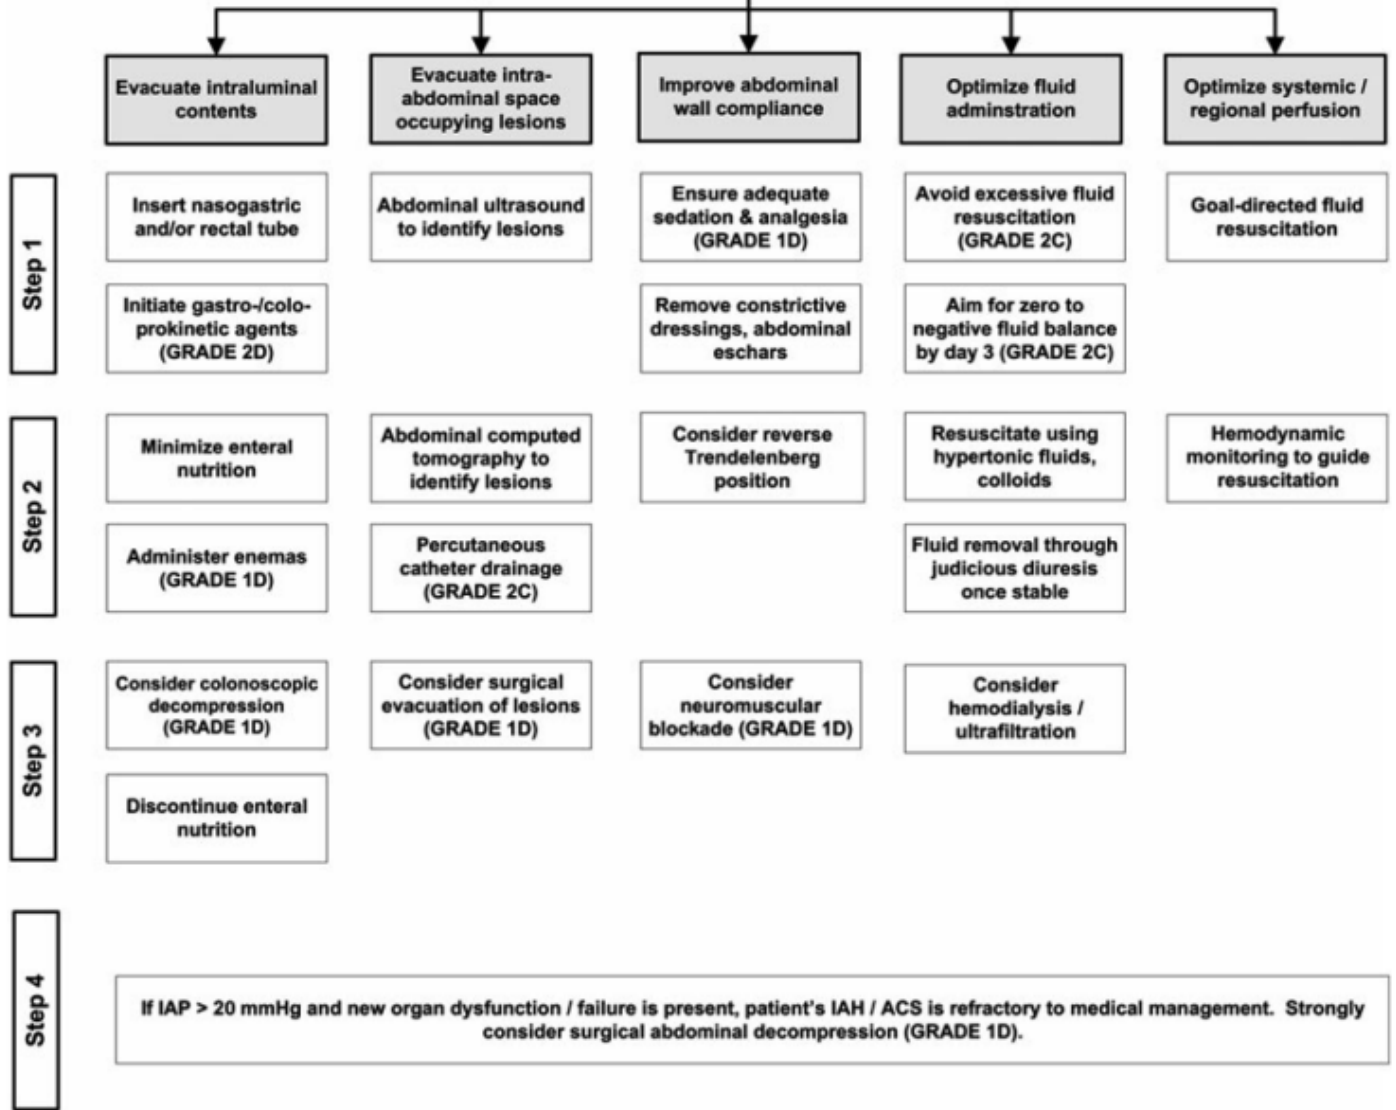 Evacuate intraluminal
contents
Evacuate intra-
abdominal space
occupying lesions
Improve abdominal
wall compliance
Optimize fluid
adminstration
Optimize systemic /
regional perfusion
Step 1
Insert nasogastric
and/or rectal tube
Abdominal ultrasound
to identify lesions
Ensure adequate
sedation & analgesia
(GRADE 1D)
Avoid excessive fluid
resuscitation
(GRADE 2C)
Goal-directed fluid
resuscitation
Initiate gastro-/colo-
prokinetic agents
(GRADE 2D)
Remove constrictive
dressings, abdominal
eschars
Aim for zero to
negative fluid balance
by day 3 (GRADE 2C)
Step 2
Minimize enteral
nutrition
Abdominal computed
tomography to
identify lesions
Consider reverse
Trendelenberg
position
Resuscitate using
hypertonic fluids,
colloids
Hemodynamic
monitoring to guide
resuscitation
Administer enemas
(GRADE 1D)
Percutaneous
catheter drainage
(GRADE 2C)
Fluid removal through
judicious diuresis
once stable
Step 3
Consider colonoscopic
decompression
(GRADE 1D)
Consider surgical
evacuation of lesions
(GRADE 1D)
Consider
neuromuscular
blockade (GRADE 1D)
Consider
hemodialysis /
ultrafiltration
Discontinue enteral
nutrition
Step 4
If IAP > 20 mmHg and new organ dysfunction / failure is present, patient's IAH / ACS is refractory to medical management. Strongly
consider surgical abdominal decompression (GRADE 1D).